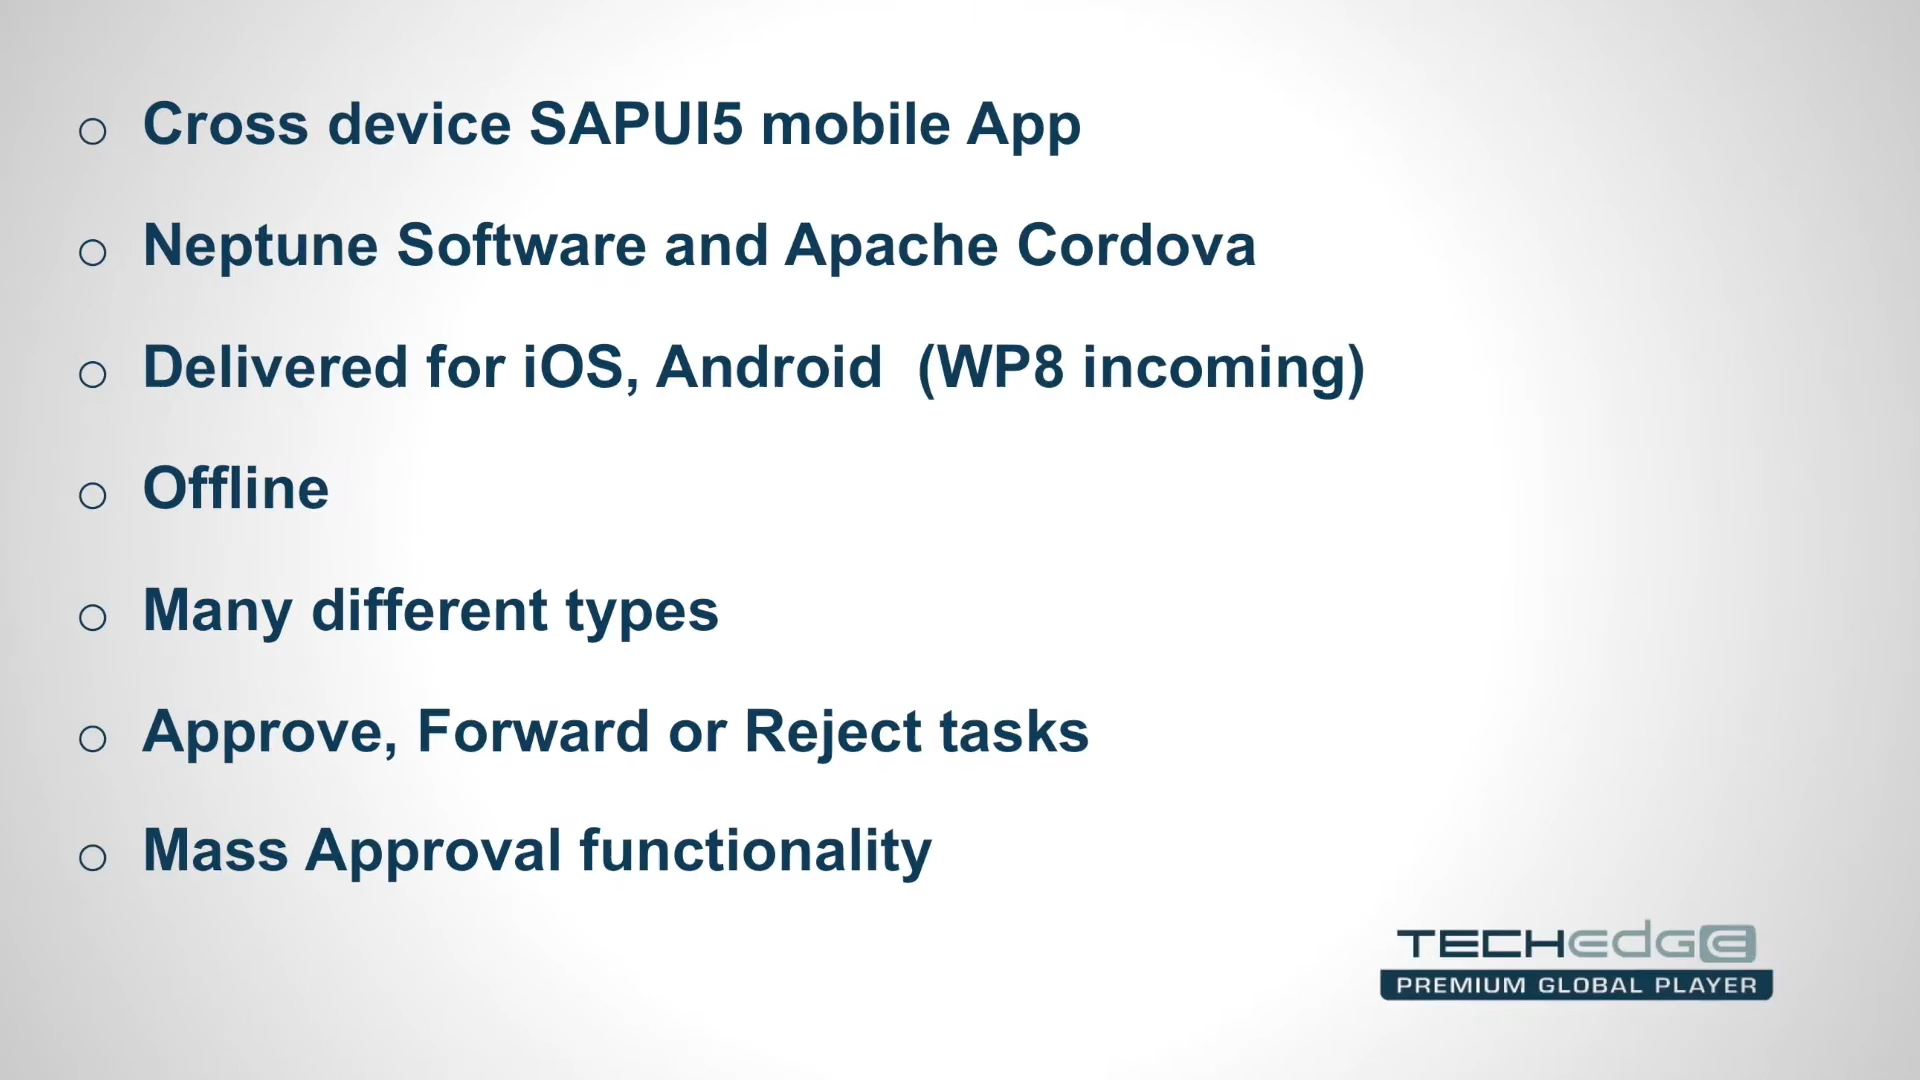 Cross device SAPUI5 mobile App
Neptune Software and Apache Cordova
Delivered for iOS, Android  (WP8 incoming)
Offline
Many different types
Approve, Forward or Reject tasks
Mass Approval functionality
TECHEDGE
PREMIUM GLOBAL PLAYER